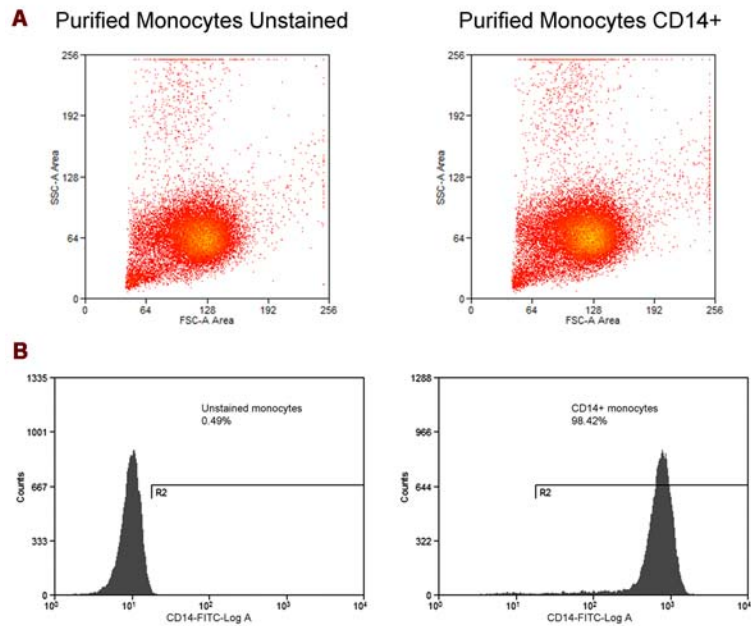 A
Purified Monocytes Unstained
Purified Monocytes CD14+
256
192
128
64
0
SSC-A Area
0 64 128 192 256
FSC-A Area
256
192
128
64
0
SSC-A Area
0 64 128 192 256
FSC-A Area
B
1335
1001
667
333
0
Counts
Unstained monocytes
0.49%
R2
10⁰ 10¹ 10² 10³ 10⁴
CD14-FITC-Log A
1288
966
644
322
0
Counts
CD14+ monocytes
98.42%
R2
10⁰ 10¹ 10² 10³ 10⁴
CD14-FITC-Log A